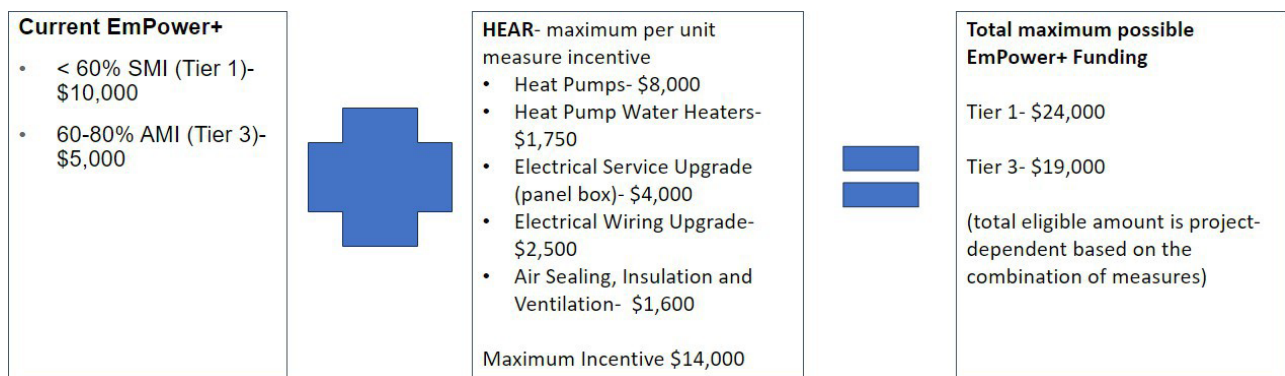 Current EmPower+
• < 60% SMI (Tier 1)-
$10,000
• 60-80% AMI (Tier 3)-
$5,000
HEAR- maximum per unit
measure incentive
• Heat Pumps- $8,000
• Heat Pump Water Heaters-
$1,750
• Electrical Service Upgrade
(panel box)- $4,000
• Electrical Wiring Upgrade-
$2,500
• Air Sealing, Insulation and
Ventilation- $1,600
Maximum Incentive $14,000
Total maximum possible
EmPower+ Funding
Tier 1- $24,000
Tier 3- $19,000
(total eligible amount is project-
dependent based on the
combination of measures)